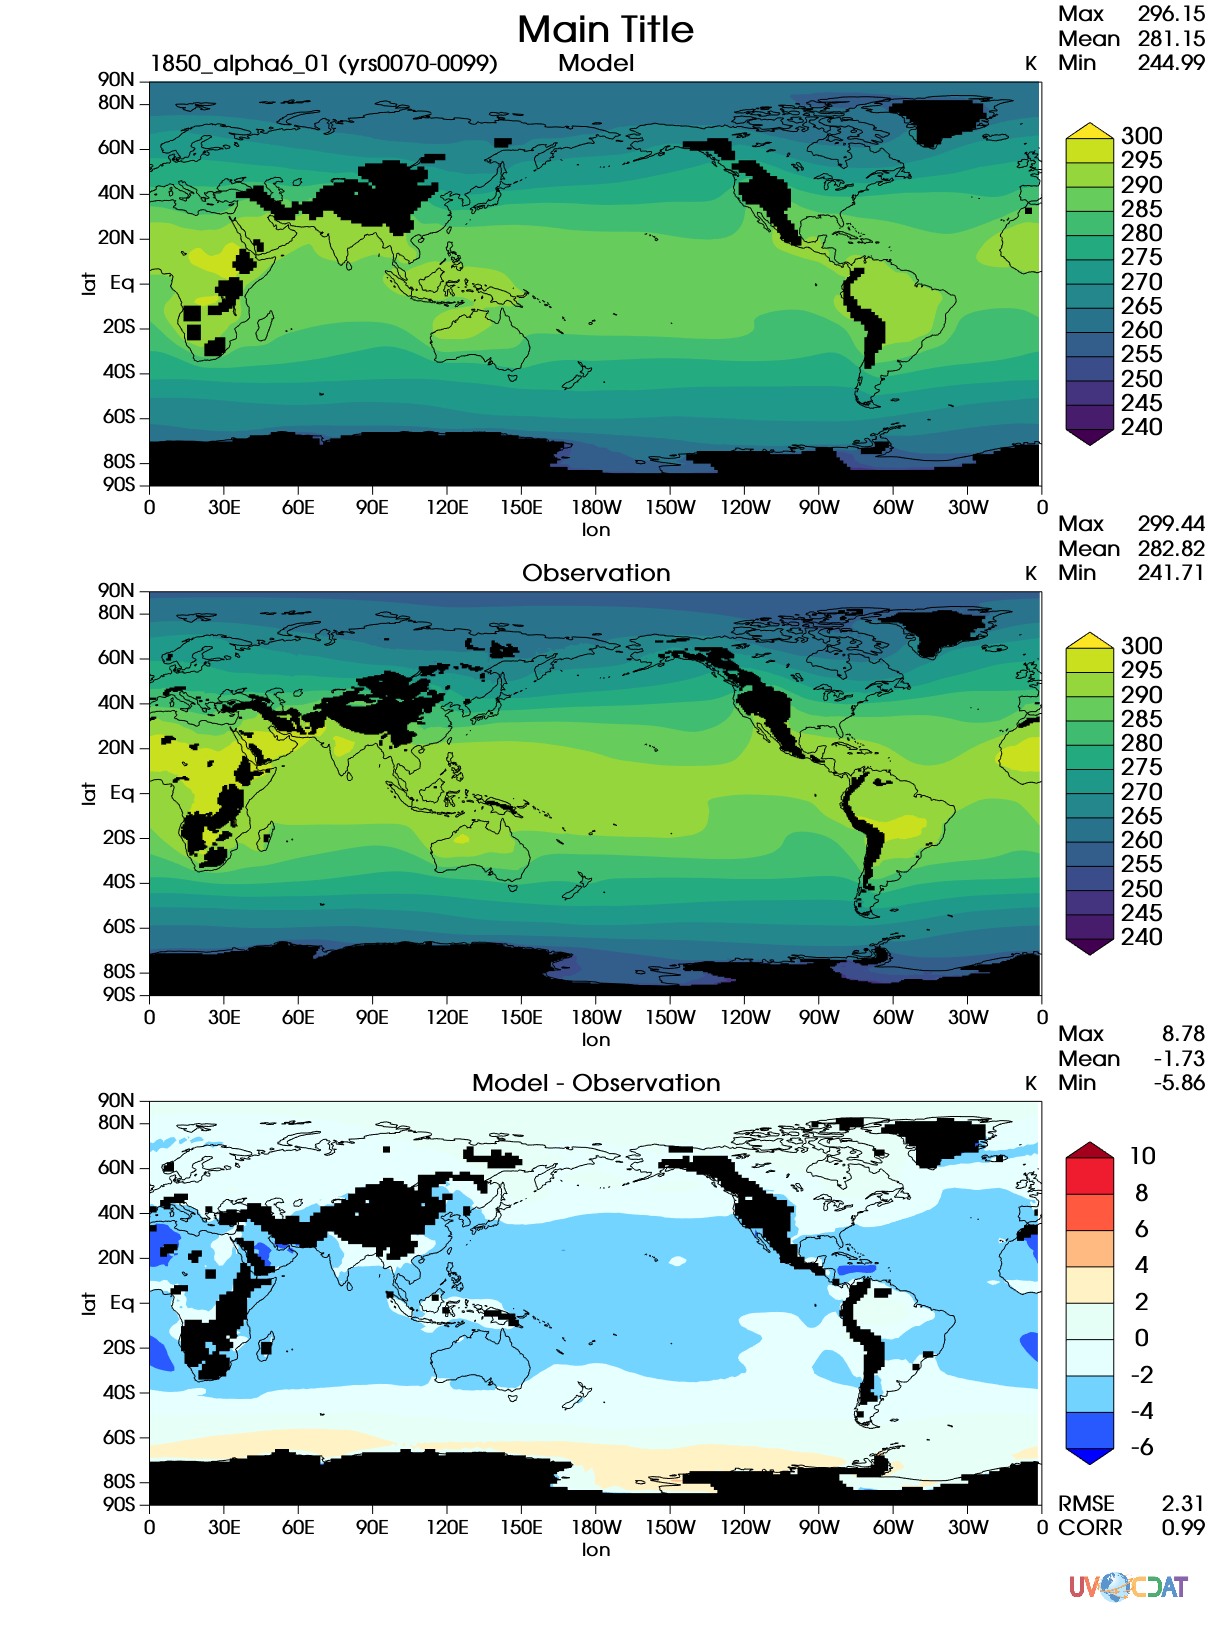 Main Title
1850_alpha6_01 (yrs0070-0099) Model K
Max 296.15
Mean 281.15
Min 244.99
90N
80N
60N
40N
20N
Eq
20S
40S
60S
80S
90S
lat
0 30E 60E 90E 120E 150E 180W 150W 120W 90W 60W 30W 0
lon
300
295
290
285
280
275
270
265
260
255
250
245
240
Observation K
Max 299.44
Mean 282.82
Min 241.71
90N
80N
60N
40N
20N
Eq
20S
40S
60S
80S
90S
lat
0 30E 60E 90E 120E 150E 180W 150W 120W 90W 60W 30W 0
lon
300
295
290
285
280
275
270
265
260
255
250
245
240
Model - Observation K
Max 8.78
Mean -1.73
Min -5.86
90N
80N
60N
40N
20N
Eq
20S
40S
60S
80S
90S
lat
0 30E 60E 90E 120E 150E 180W 150W 120W 90W 60W 30W 0
lon
10
8
6
4
2
0
-2
-4
-6
RMSE 2.31
CORR 0.99
UV CDAT